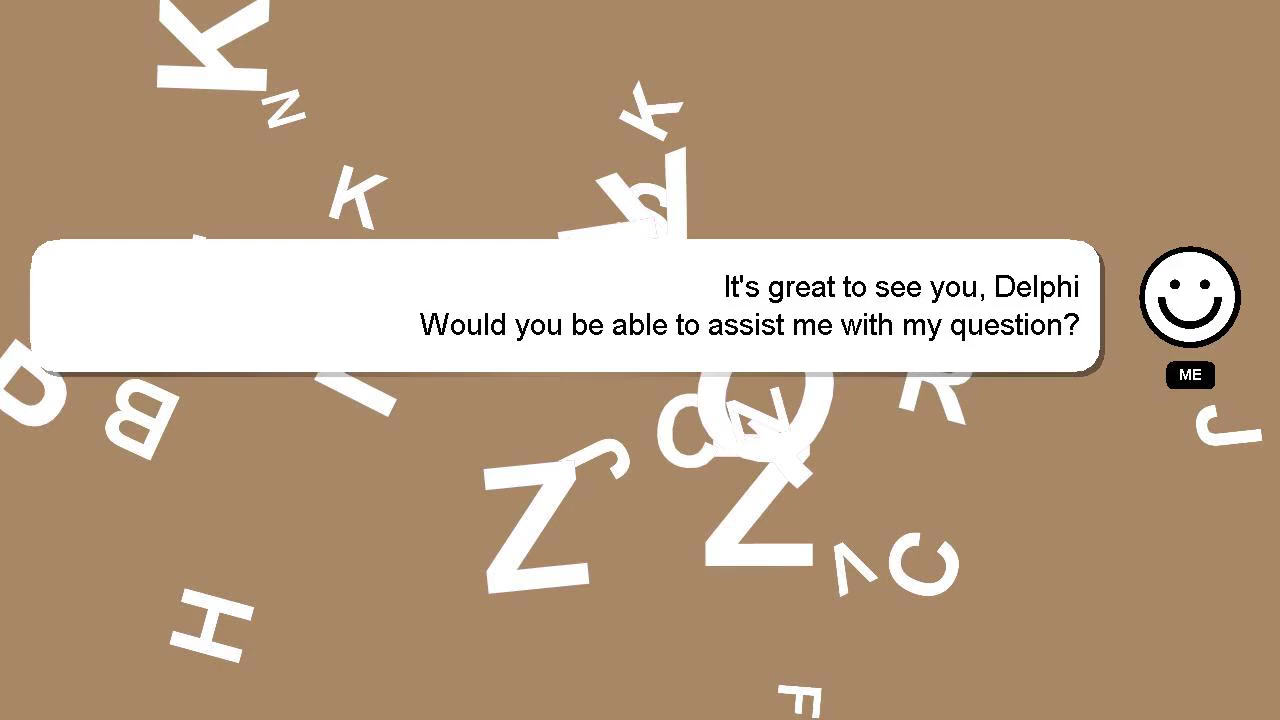 It's great to see you, Delphi
Would you be able to assist me with my question?
ME
K
N
K
K
S
B
J
C
N
Q
R
J
Z
Z
V
C
H
F